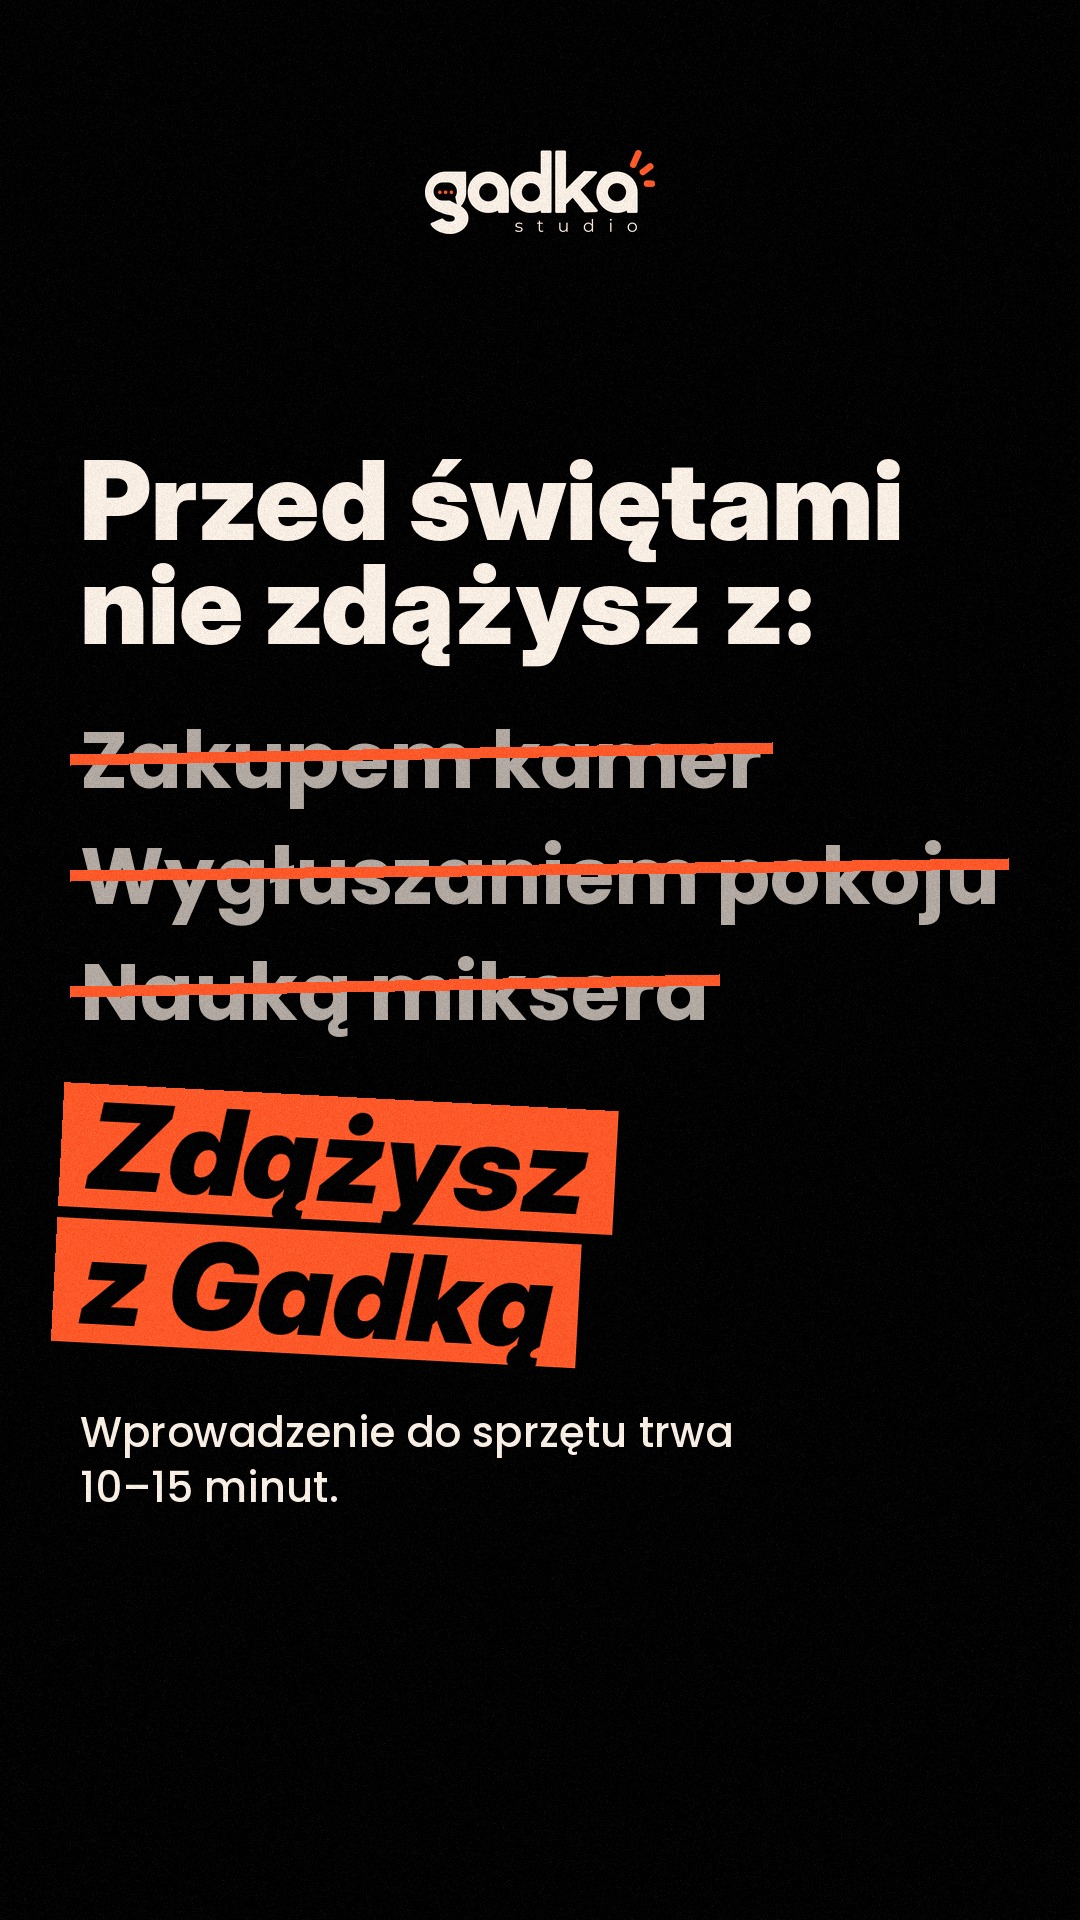 gadka
studio
Przed świętami
nie zdążysz z:
Zakupem kamer
Wygłuszaniem pokoju
Nauką miksera
Zdążysz
z Gadką
Wprowadzenie do sprzętu trwa
10–15 minut.